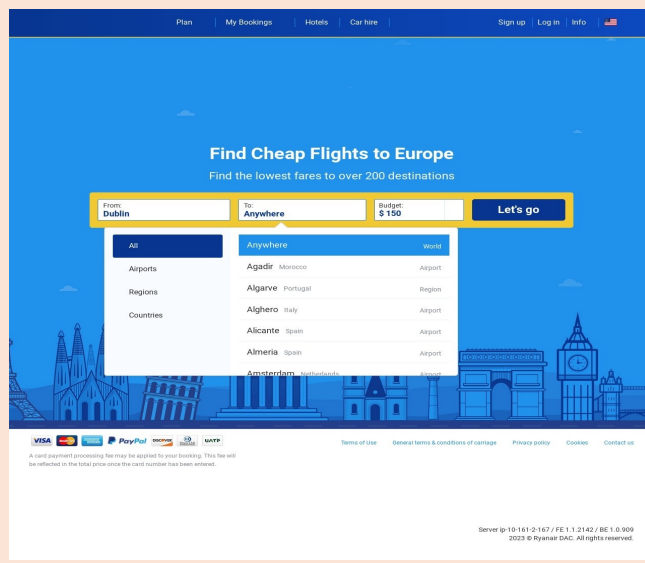 Plan My Bookings Hotels Car hire Sign up Log in Info
Find Cheap Flights to Europe
Find the lowest fares to over 200 destinations
From: To: Budget:
Dublin Anywhere $ 150 Let's go
All
Airports
Regions
Countries
Anywhere World
Agadir Morocco Airport
Algarve Portugal Region
Alghero Italy Airport
Alicante Spain Airport
Almeria Spain Airport
Amsterdam Netherlands Airport
VISA PayPal DISCOVER UATP
Terms of Use General terms & conditions of carriage Privacy policy Cookies Contact us
A card payment processing fee may be applied to your booking. This fee will
be reflected in the total price once the card number has been entered.
Server ip-10-161-2-167 / FE 1.1.2142 / BE 1.0.909
2023 © Ryanair DAC. All rights reserved.